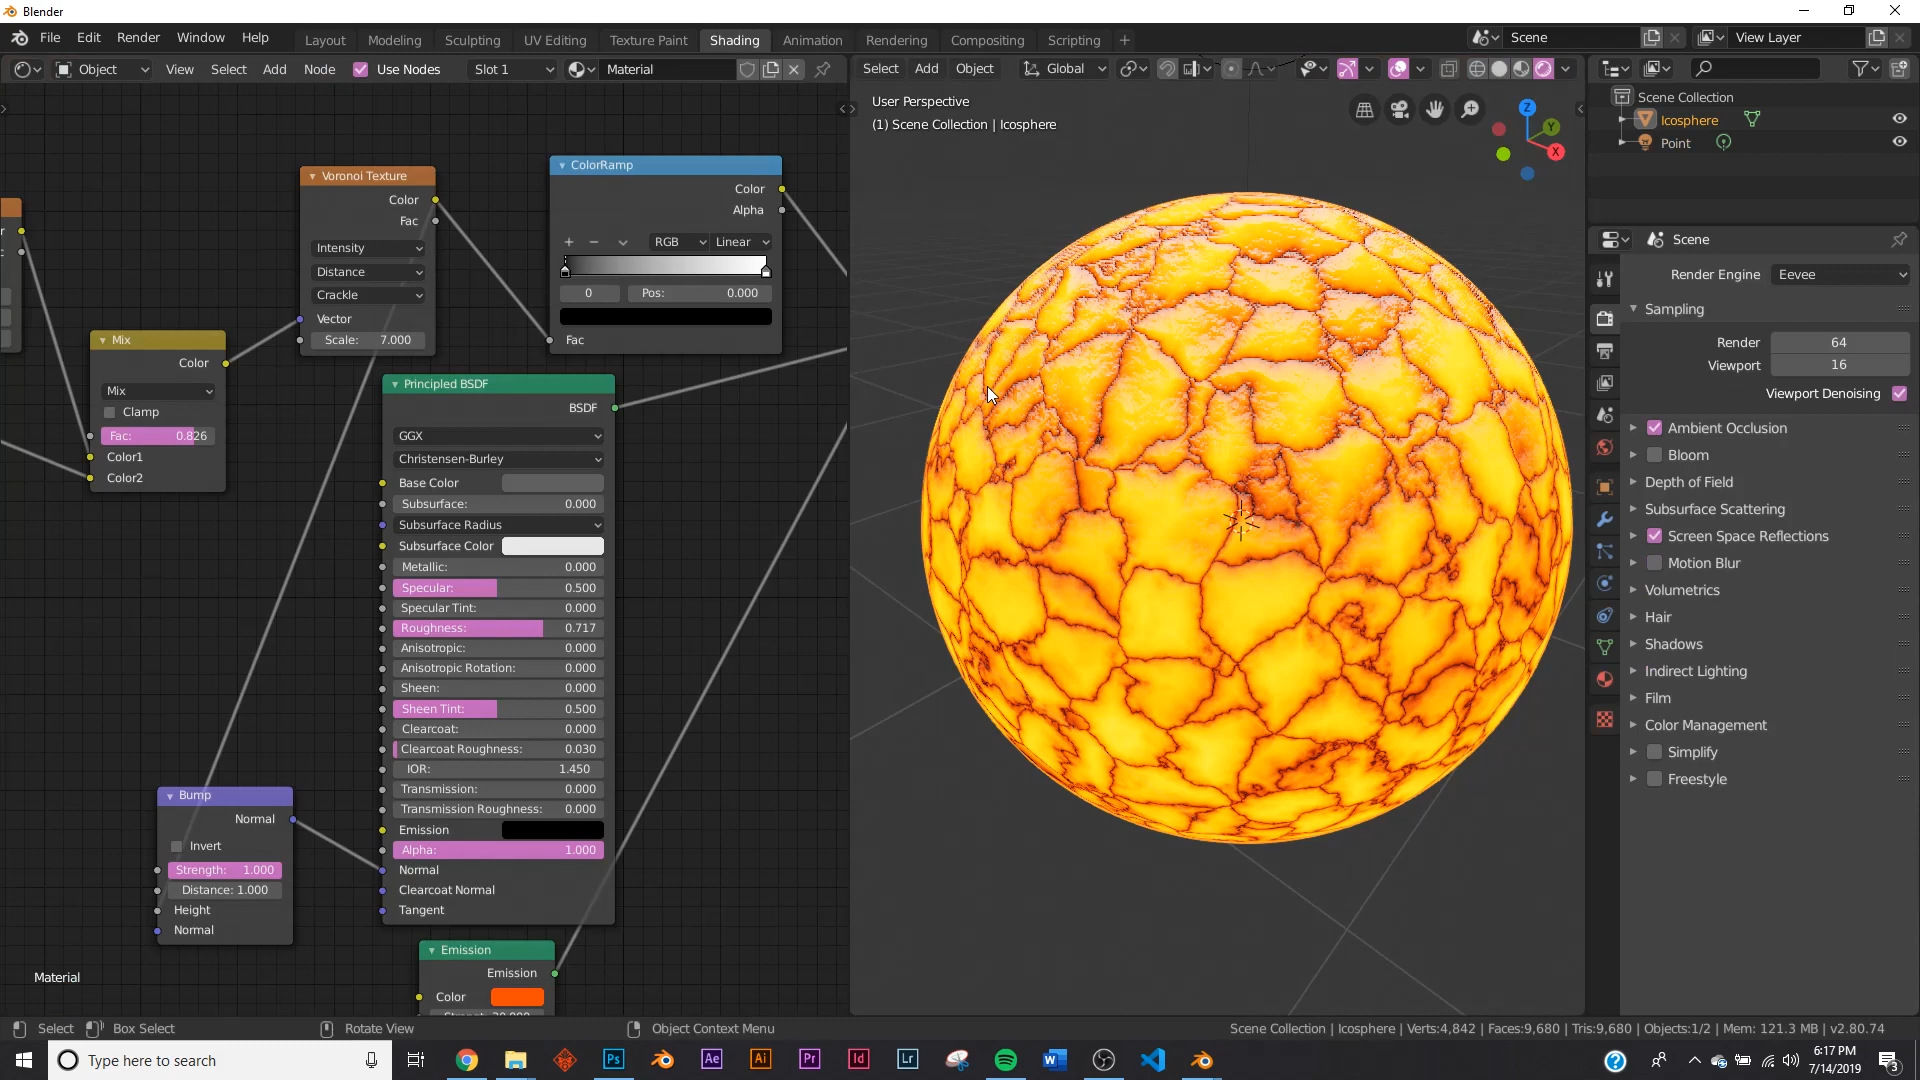 Blender
File Edit Render Window Help Layout Modeling Sculpting UV Editing Texture Paint Shading Animation Rendering Compositing Scripting + Scene View Layer
Object View Select Add Node Use Nodes Slot 1 Material Select Add Object Global
User Perspective
(1) Scene Collection | Icosphere
Z
Y
X
Scene Collection
Icosphere
Point
Voronoi Texture
Color
Fac
Intensity
Distance
Crackle
Vector
Scale: 7.000
ColorRamp
Color
Alpha
+ − RGB Linear
0 Pos: 0.000
Fac
Mix
Color
Mix
Clamp
Fac: 0.826
Color1
Color2
Principled BSDF
BSDF
GGX
Christensen-Burley
Base Color
Subsurface: 0.000
Subsurface Radius
Subsurface Color
Metallic: 0.000
Specular: 0.500
Specular Tint: 0.000
Roughness: 0.717
Anisotropic: 0.000
Anisotropic Rotation: 0.000
Sheen: 0.000
Sheen Tint: 0.500
Clearcoat: 0.000
Clearcoat Roughness: 0.030
IOR: 1.450
Transmission: 0.000
Transmission Roughness: 0.000
Emission
Alpha: 1.000
Normal
Clearcoat Normal
Tangent
Bump
Normal
Invert
Strength: 1.000
Distance: 1.000
Height
Normal
Emission
Emission
Color
Material
Scene
Render Engine Eevee
Sampling
Render 64
Viewport 16
Viewport Denoising
Ambient Occlusion
Bloom
Depth of Field
Subsurface Scattering
Screen Space Reflections
Motion Blur
Volumetrics
Hair
Shadows
Indirect Lighting
Film
Color Management
Simplify
Freestyle
Select Box Select Rotate View Object Context Menu Scene Collection | Icosphere | Verts:4,842 | Faces:9,680 | Tris:9,680 | Objects:1/2 | Mem: 121.3 MB | v2.80.74
Type here to search Ps Ae Ai Pr Id Lr W ? 6:17 PM
7/14/2019 3